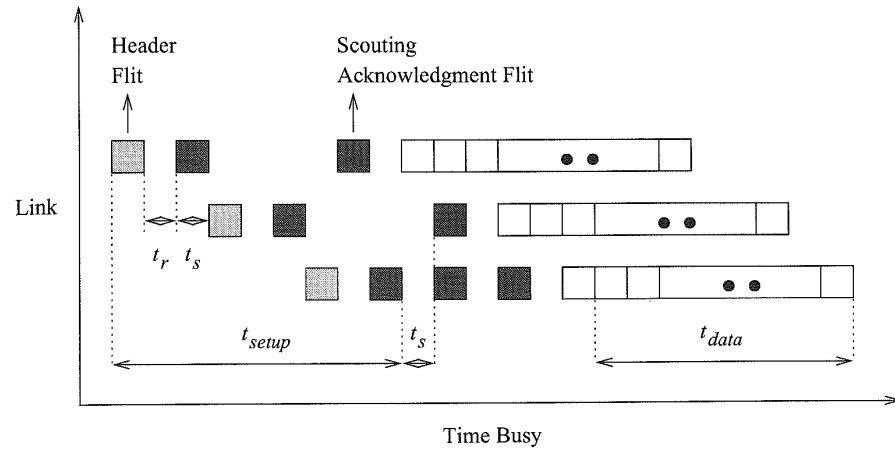 Header
Flit
Scouting
Acknowledgment Flit
Link
t_r
t_s
t_setup
t_s
t_data
Time Busy